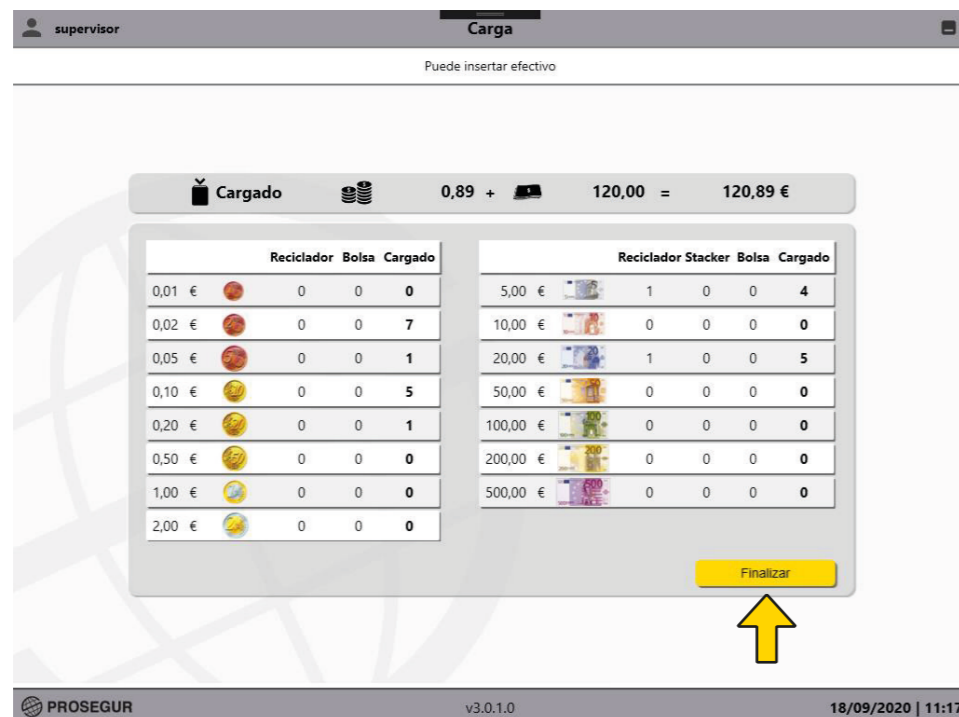 supervisor Carga
Puede insertar efectivo
Cargado 0,89 + 120,00 = 120,89 €
Reciclador Bolsa Cargado
0,01 € 0 0 0
0,02 € 0 0 7
0,05 € 0 0 1
0,10 € 0 0 5
0,20 € 0 0 1
0,50 € 0 0 0
1,00 € 0 0 0
2,00 € 0 0 0
Reciclador Stacker Bolsa Cargado
5,00 € 1 0 0 4
10,00 € 0 0 0 0
20,00 € 1 0 0 5
50,00 € 0 0 0 0
100,00 € 0 0 0 0
200,00 € 0 0 0 0
500,00 € 0 0 0 0
Finalizar
PROSEGUR v3.0.1.0 18/09/2020 | 11:17